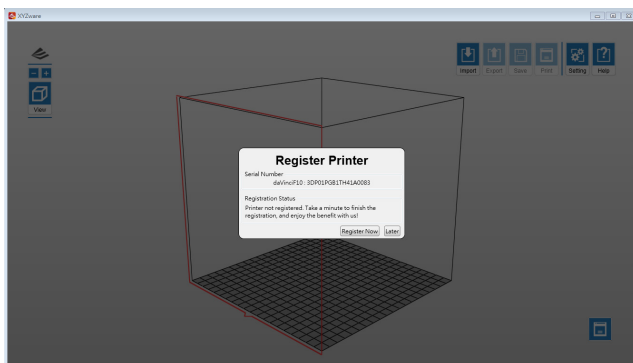 XYZware
Import Export Save Print Setting Help
View
Register Printer
Serial Number
daVinciF10 : 3DP01PGB1TH41A0083
Registration Status
Printer not registered. Take a minute to finish the
registration, and enjoy the benefit with us!
Register Now Later